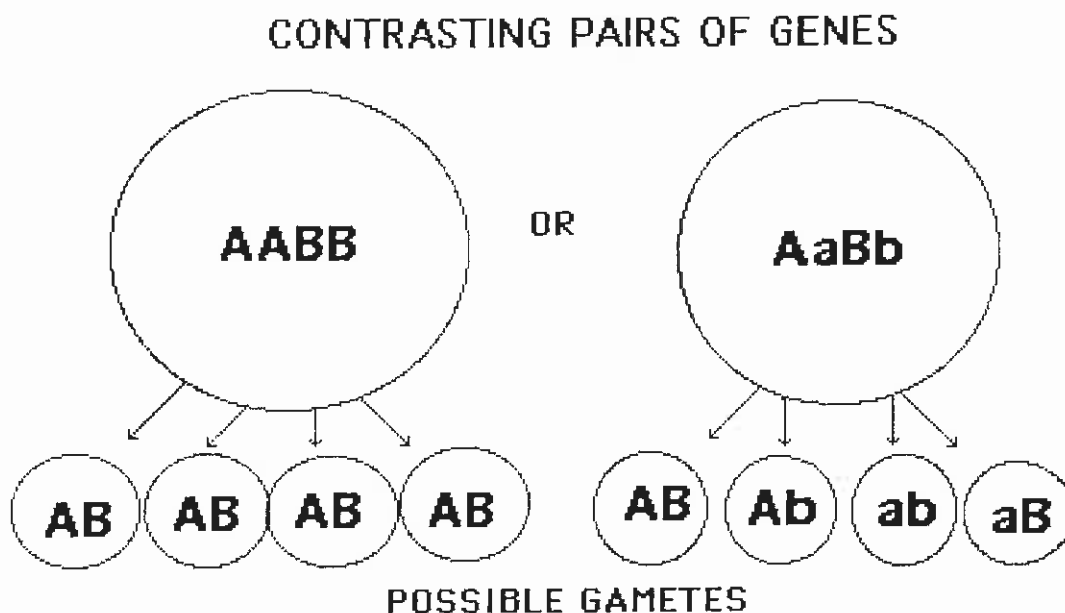 CONTRASTING PAIRS OF GENES
AABB OR AaBb
AB AB AB AB AB Ab ab aB
POSSIBLE GAMETES